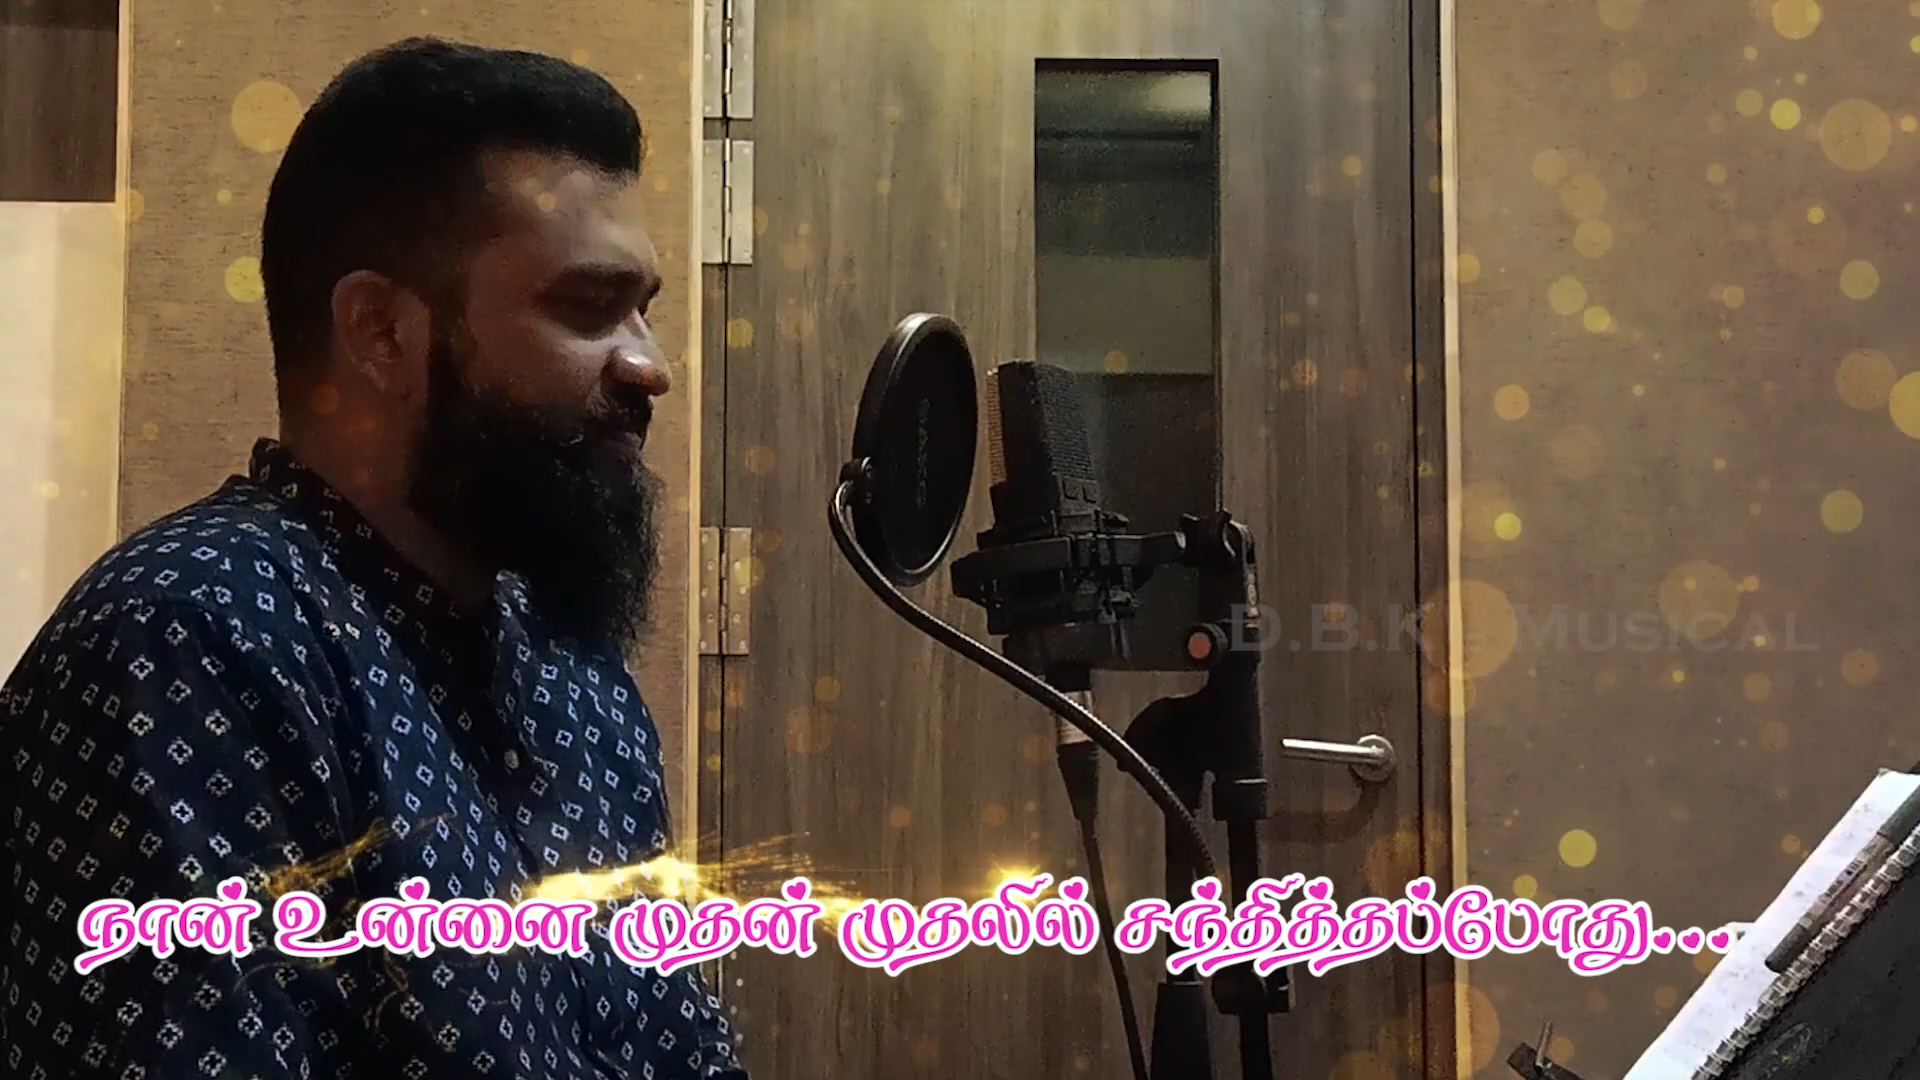 D.B.K - Musical
நான் உன்னை முதன் முதலில் சந்தித்தப்போது...